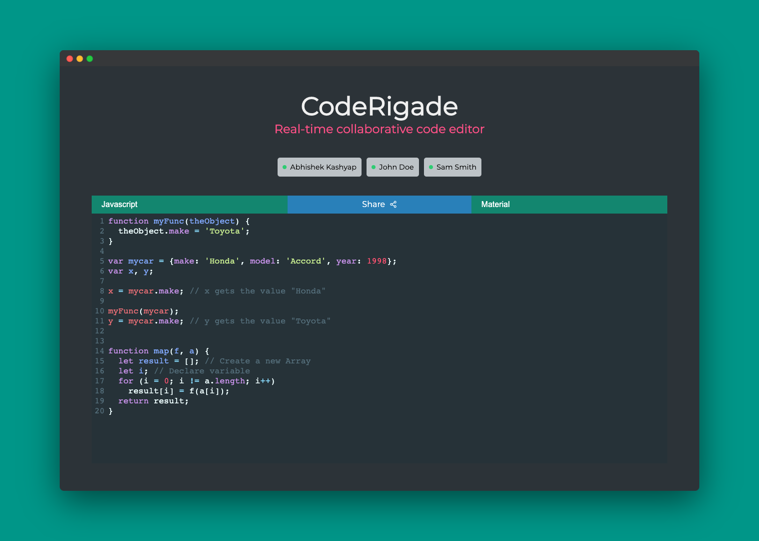 CodeRigade
Real-time collaborative code editor
Abhishek Kashyap John Doe Sam Smith
Javascript Share Material
1 function myFunc(theObject) {
2   theObject.make = 'Toyota';
3 }
4
5 var mycar = {make: 'Honda', model: 'Accord', year: 1998};
6 var x, y;
7
8 x = mycar.make; // x gets the value "Honda"
9
10 myFunc(mycar);
11 y = mycar.make; // y gets the value "Toyota"
12
13
14 function map(f, a) {
15   let result = []; // Create a new Array
16   let i; // Declare variable
17   for (i = 0; i != a.length; i++)
18     result[i] = f(a[i]);
19   return result;
20 }